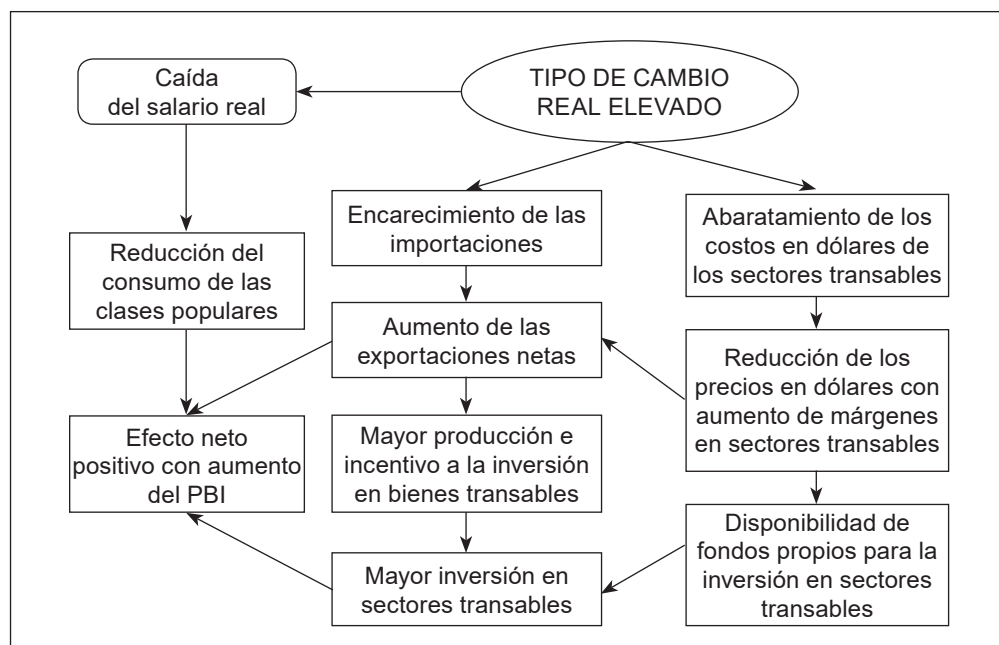 Caída
del salario real
TIPO DE CAMBIO
REAL ELEVADO
Encarecimiento de las
importaciones
Abaratamiento de los
costos en dólares de
los sectores transables
Reducción del
consumo de las
clases populares
Aumento de las
exportaciones netas
Reducción de los
precios en dólares con
aumento de márgenes
en sectores transables
Efecto neto
positivo con aumento
del PBI
Mayor producción e
incentivo a la inversión
en bienes transables
Disponibilidad de
fondos propios para la
inversión en sectores
transables
Mayor inversión en
sectores transables